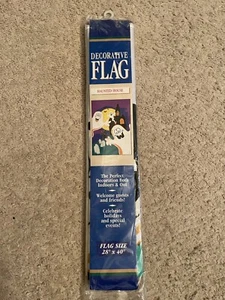 DECORATIVE
FLAG
HAUNTED HOUSE
The Perfect
Decoration Both
Indoors & Out!
Welcome guests
and friends!
Celebrate
holidays
and special
events!
FLAG SIZE
28" x 40"